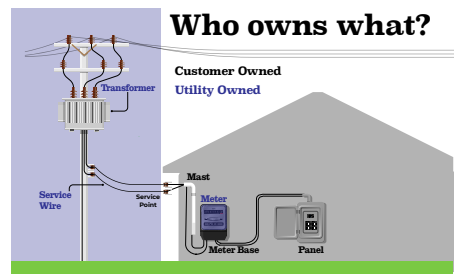 Who owns what?
Customer Owned
Utility Owned
Transformer
Mast
Service
Wire
Service
Point
Meter
Meter Base
Panel